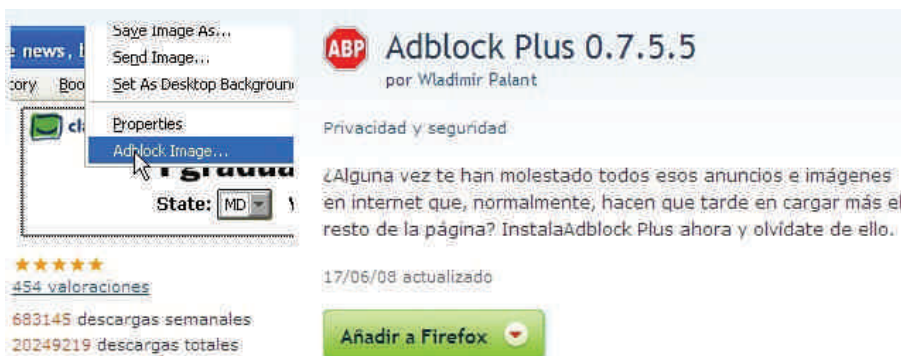 Save Image As...
e news,
Send Image...
tory Boo
Set As Desktop Backgroun
Properties
Adblock Image...
State: MD
★★★★★
454 valoraciones
683145 descargas semanales
20249219 descargas totales
ABP
Adblock Plus 0.7.5.5
por Wladimir Palant
Privacidad y seguridad
¿Alguna vez te han molestado todos esos anuncios e imágenes
en internet que, normalmente, hacen que tarde en cargar más el
resto de la página? InstalaAdblock Plus ahora y olvídate de ello.
17/06/08 actualizado
Añadir a Firefox